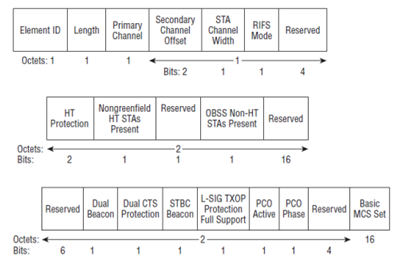 Element ID Length Primary Channel Secondary Channel Offset STA Channel Width RIFS Mode Reserved
Octets: 1 1 1 1
Bits: 2 1 1 4
HT Protection Nongreenfield HT STAs Present Reserved OBSS Non-HT STAs Present Reserved
Octets: 2
Bits: 2 1 1 1 16
Reserved Dual Beacon Dual CTS Protection STBC Beacon L-SIG TXOP Protection Full Support PCO Active PCO Phase Reserved Basic MCS Set
Octets: 2 16
Bits: 6 1 1 1 1 1 1 4